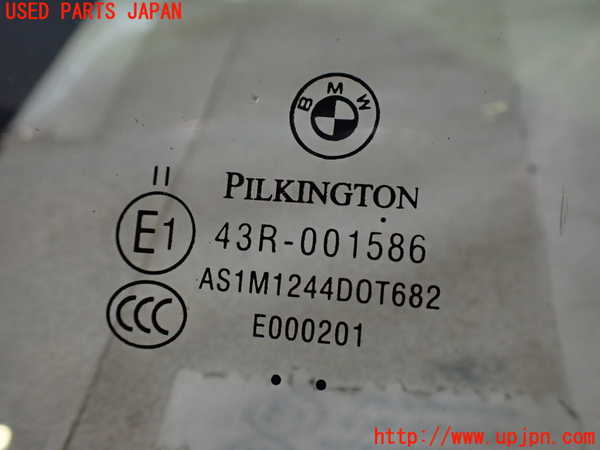 USED PARTS JAPAN
BMW
II
PILKINGTON
E1
43R-001586
AS1M1244DOT682
CCC
E000201
http://www.upjpn.com/